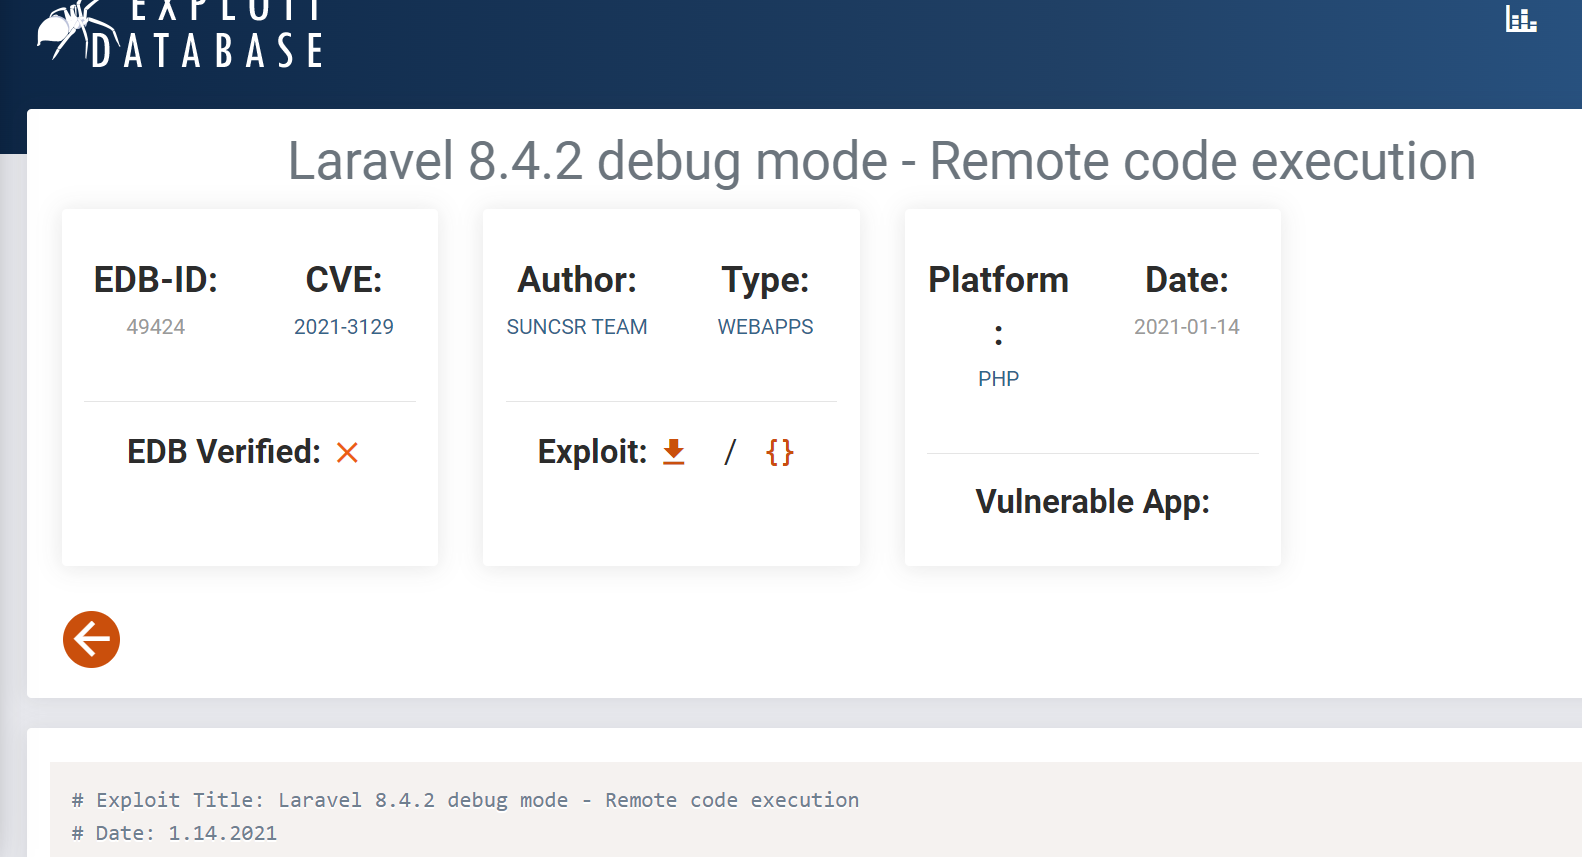 EXPLOIT
DATABASE
Laravel 8.4.2 debug mode - Remote code execution
EDB-ID:
49424
CVE:
2021-3129
EDB Verified:
Author:
SUNCSR TEAM
Type:
WEBAPPS
Exploit: / {}
Platform
:
PHP
Date:
2021-01-14
Vulnerable App:
# Exploit Title: Laravel 8.4.2 debug mode - Remote code execution
# Date: 1.14.2021